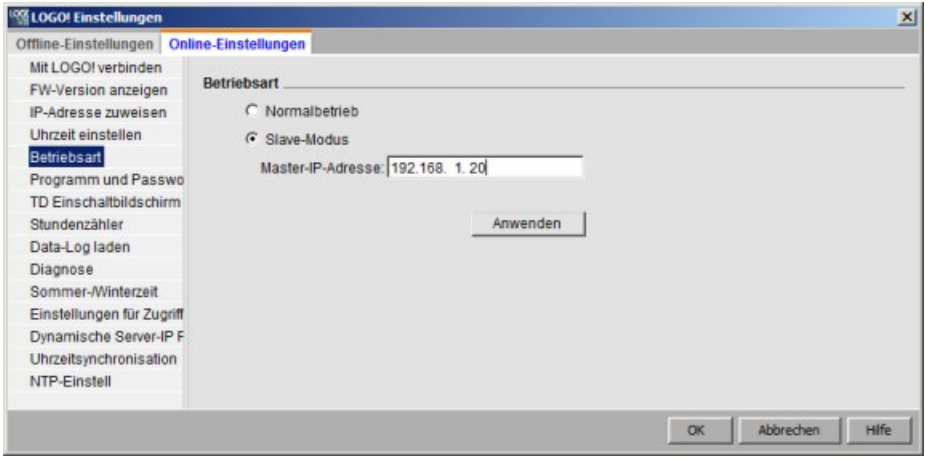 LOGO! Einstellungen
Offline-Einstellungen Online-Einstellungen
Mit LOGO! verbinden
FW-Version anzeigen
IP-Adresse zuweisen
Uhrzeit einstellen
Betriebsart
Programm und Passwo
TD Einschaltbildschirm
Stundenzähler
Data-Log laden
Diagnose
Sommer-/Winterzeit
Einstellungen für Zugriff
Dynamische Server-IP F
Uhrzeitsynchronisation
NTP-Einstell
Betriebsart
Normalbetrieb
Slave-Modus
Master-IP-Adresse: 192.168. 1. 20
Anwenden
OK Abbrechen Hilfe